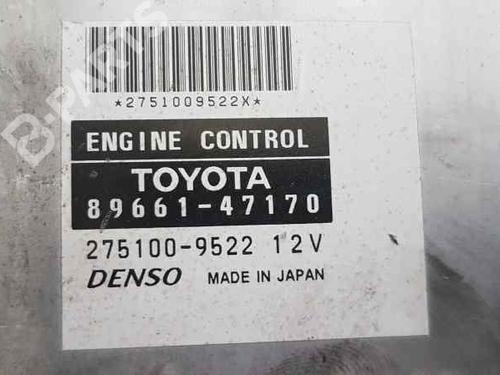 B-PARTS
*2751009522X*
ENGINE CONTROL
TOYOTA
89661-47170
275100-9522 12V
DENSO MADE IN JAPAN